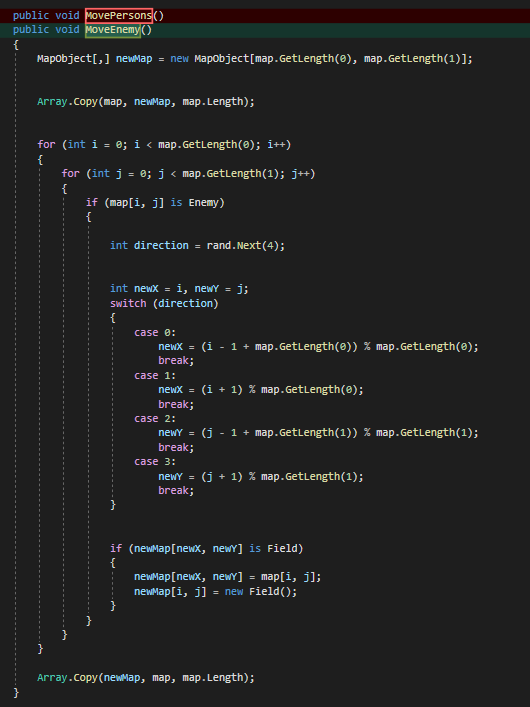 public void MovePersons()
public void MoveEnemy()
{
MapObject[,] newMap = new MapObject[map.GetLength(0), map.GetLength(1)];
Array.Copy(map, newMap, map.Length);
for (int i = 0; i < map.GetLength(0); i++)
{
for (int j = 0; j < map.GetLength(1); j++)
{
if (map[i, j] is Enemy)
{
int direction = rand.Next(4);
int newX = i, newY = j;
switch (direction)
{
case 0:
newX = (i - 1 + map.GetLength(0)) % map.GetLength(0);
break;
case 1:
newX = (i + 1) % map.GetLength(0);
break;
case 2:
newY = (j - 1 + map.GetLength(1)) % map.GetLength(1);
break;
case 3:
newY = (j + 1) % map.GetLength(1);
break;
}
if (newMap[newX, newY] is Field)
{
newMap[newX, newY] = map[i, j];
newMap[i, j] = new Field();
}
}
}
}
Array.Copy(newMap, map, map.Length);
}